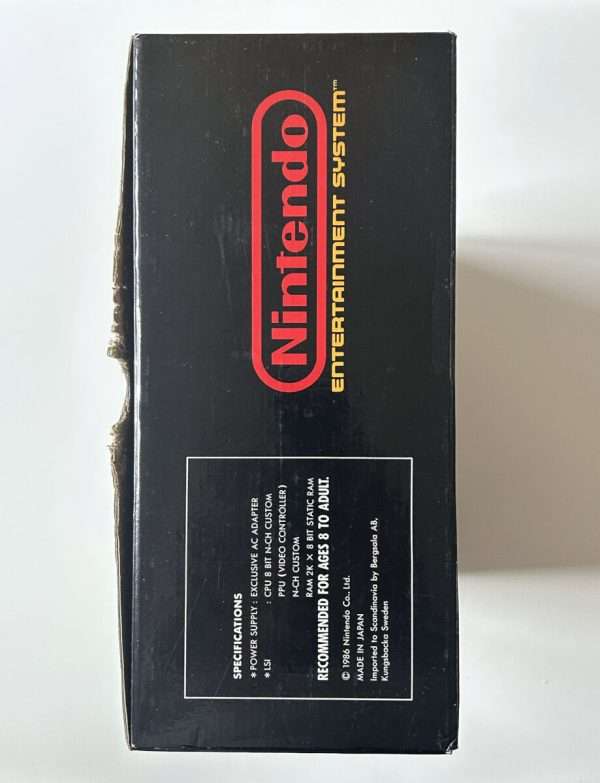 Nintendo
ENTERTAINMENT SYSTEM™
SPECIFICATIONS
* POWER SUPPLY : EXCLUSIVE AC ADAPTER
* LSI : CPU 8 BIT N-CH CUSTOM
PPU (VIDEO CONTROLLER)
N-CH CUSTOM
RAM 2K × 8 BIT STATIC RAM
RECOMMENDED FOR AGES 8 TO ADULT.
© 1986 Nintendo Co., Ltd.
MADE IN JAPAN
Imported to Scandinavia by Bergsala AB,
Kungsbacka Sweden